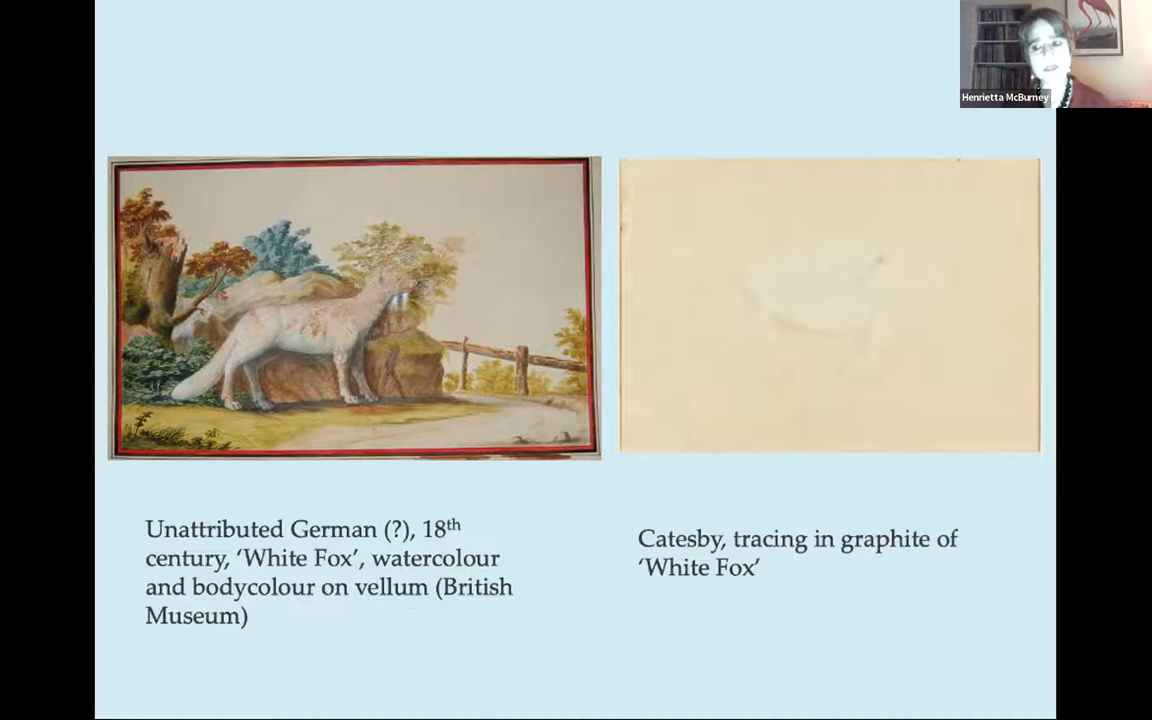 Henrietta McBurney
Unattributed German (?), 18th
century, ‘White Fox’, watercolour
and bodycolour on vellum (British
Museum)
Catesby, tracing in graphite of
‘White Fox’